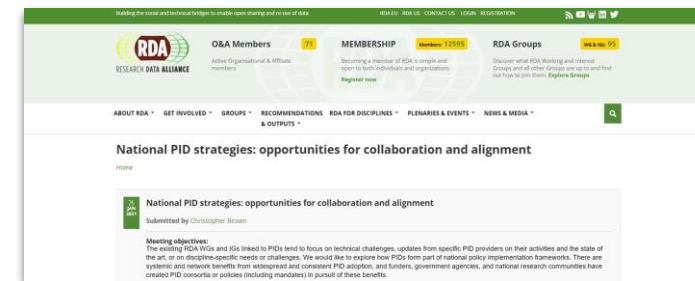 Building the social and technical bridges to enable open sharing and re-use of data
RDA EU RDA US CONTACT US LOGIN REGISTRATION
RDA
RESEARCH DATA ALLIANCE
O&A Members 71
Active Organisational & Affiliate
members
MEMBERSHIP Members: 12595
Becoming a member of RDA is simple and
open to both individuals and organizations
Register now
RDA Groups WG & IGs: 95
Discover what RDA Working and Interest
Groups and all other Groups are up to and find
out how to join them. Explore Groups
ABOUT RDA GET INVOLVED GROUPS RECOMMENDATIONS RDA FOR DISCIPLINES PLENARIES & EVENTS NEWS & MEDIA
& OUTPUTS
National PID strategies: opportunities for collaboration and alignment
Home
JAN
2021
National PID strategies: opportunities for collaboration and alignment
Submitted by Christopher Brown
Meeting objectives:
The existing RDA WGs and IGs linked to PIDs tend to focus on technical challenges, updates from specific PID providers on their activities and the state of
the art, or on discipline-specific needs or challenges. We would like to explore how PIDs form part of national policy implementation frameworks. There are
systemic and network benefits from widespread and consistent PID adoption, and funders, government agencies, and national research communities have
created PID consortia or policies (including mandates) in pursuit of these benefits.